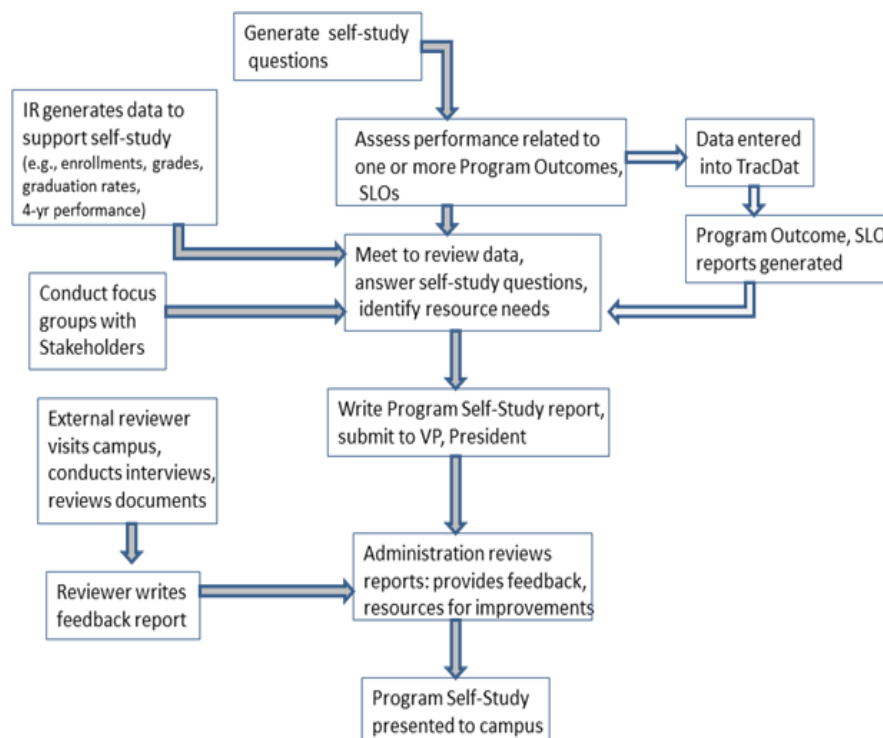 Generate self-study
questions
IR generates data to
support self-study
(e.g., enrollments, grades,
graduation rates,
4-yr performance)
Assess performance related to
one or more Program Outcomes,
SLOs
Data entered
into TracDat
Program Outcome, SLO
reports generated
Meet to review data,
answer self-study questions,
identify resource needs
Conduct focus
groups with
Stakeholders
Write Program Self-Study report,
submit to VP, President
External reviewer
visits campus,
conducts interviews,
reviews documents
Reviewer writes
feedback report
Administration reviews
reports: provides feedback,
resources for improvements
Program Self-Study
presented to campus